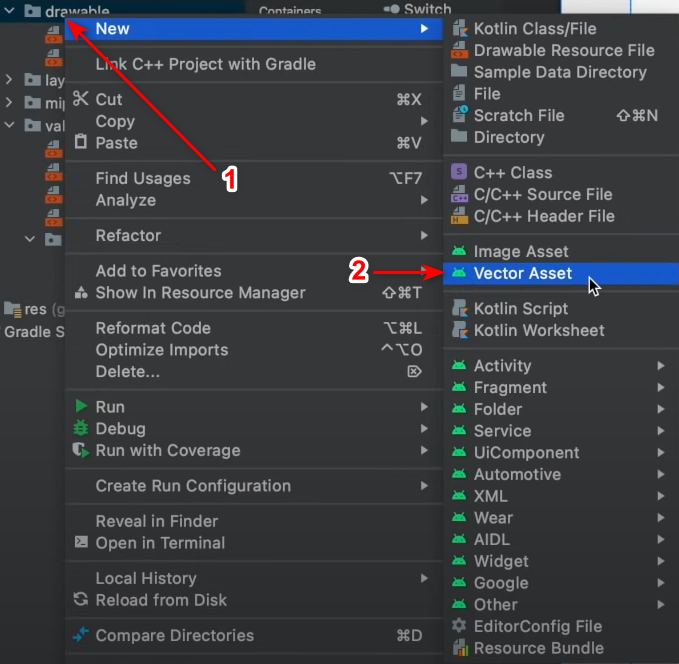 drawable
Containers
Switch
New
Link C++ Project with Gradle
Cut ⌘X
Copy
Paste ⌘V
Find Usages ⌥F7
Analyze
Refactor
Add to Favorites
Show In Resource Manager ⇧⌘T
Reformat Code ⌥⌘L
Optimize Imports ^⌥O
Delete... ⌦
Run
Debug
Run with Coverage
Create Run Configuration
Reveal in Finder
Open in Terminal
Local History
Reload from Disk
Compare Directories ⌘D
Kotlin Class/File
Drawable Resource File
Sample Data Directory
File
Scratch File ⇧⌘N
Directory
C++ Class
C/C++ Source File
C/C++ Header File
Image Asset
Vector Asset
Kotlin Script
Kotlin Worksheet
Activity
Fragment
Folder
Service
UiComponent
Automotive
XML
Wear
AIDL
Widget
Google
Other
EditorConfig File
Resource Bundle
1
2
lay
mip
val
res (g
Gradle S